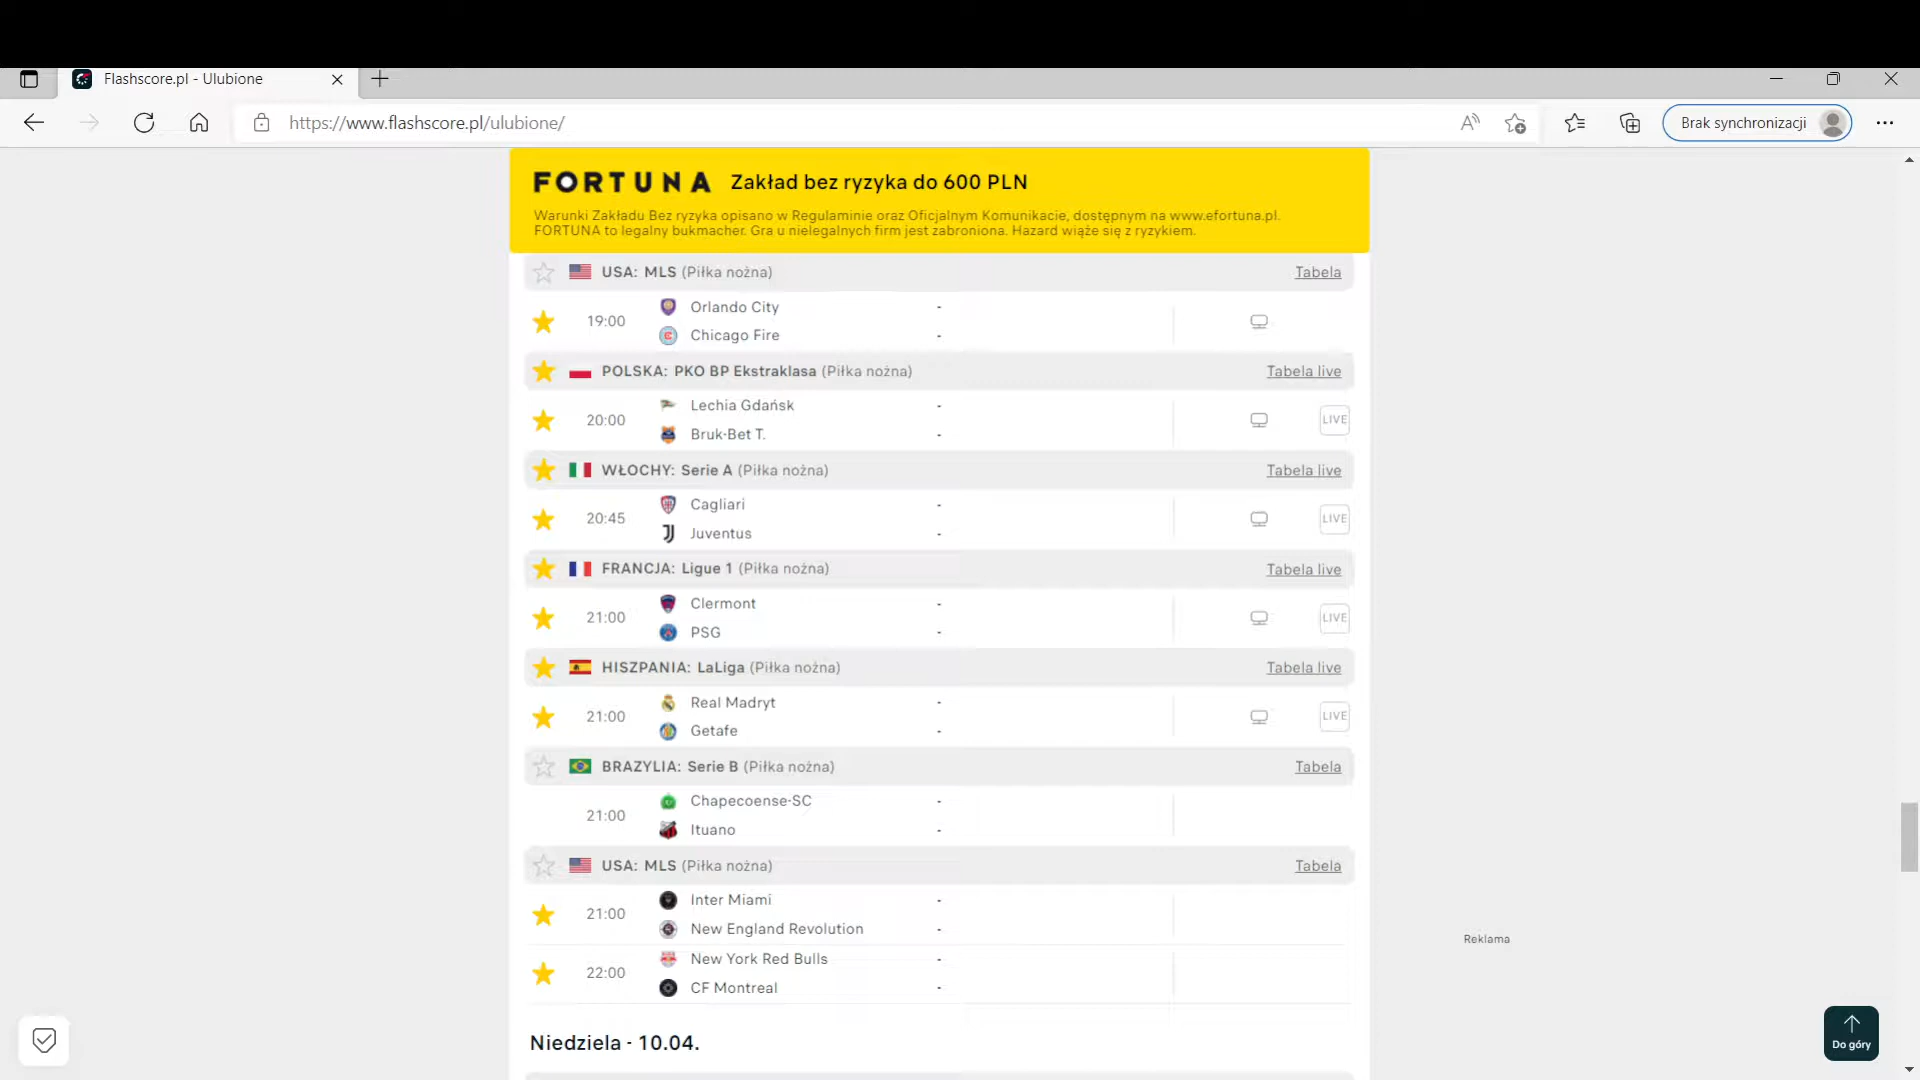 Flashscore.pl - Ulubione
https://www.flashscore.pl/ulubione/
Brak synchronizacji
FORTUNA Zakład bez ryzyka do 600 PLN
Warunki Zakładu Bez ryzyka opisano w Regulaminie oraz Oficjalnym Komunikacie, dostępnym na www.efortuna.pl.
FORTUNA to legalny bukmacher. Gra u nielegalnych firm jest zabroniona. Hazard wiąże się z ryzykiem.
USA: MLS (Piłka nożna) Tabela
19:00 Orlando City -
Chicago Fire -
POLSKA: PKO BP Ekstraklasa (Piłka nożna) Tabela live
20:00 Lechia Gdańsk - LIVE
Bruk-Bet T. -
WŁOCHY: Serie A (Piłka nożna) Tabela live
20:45 Cagliari - LIVE
Juventus -
FRANCJA: Ligue 1 (Piłka nożna) Tabela live
21:00 Clermont - LIVE
PSG -
HISZPANIA: LaLiga (Piłka nożna) Tabela live
21:00 Real Madryt - LIVE
Getafe -
BRAZYLIA: Serie B (Piłka nożna) Tabela
21:00 Chapecoense-SC -
Ituano -
USA: MLS (Piłka nożna) Tabela
21:00 Inter Miami -
New England Revolution -
Reklama
22:00 New York Red Bulls -
CF Montreal -
Niedziela - 10.04.
Do góry